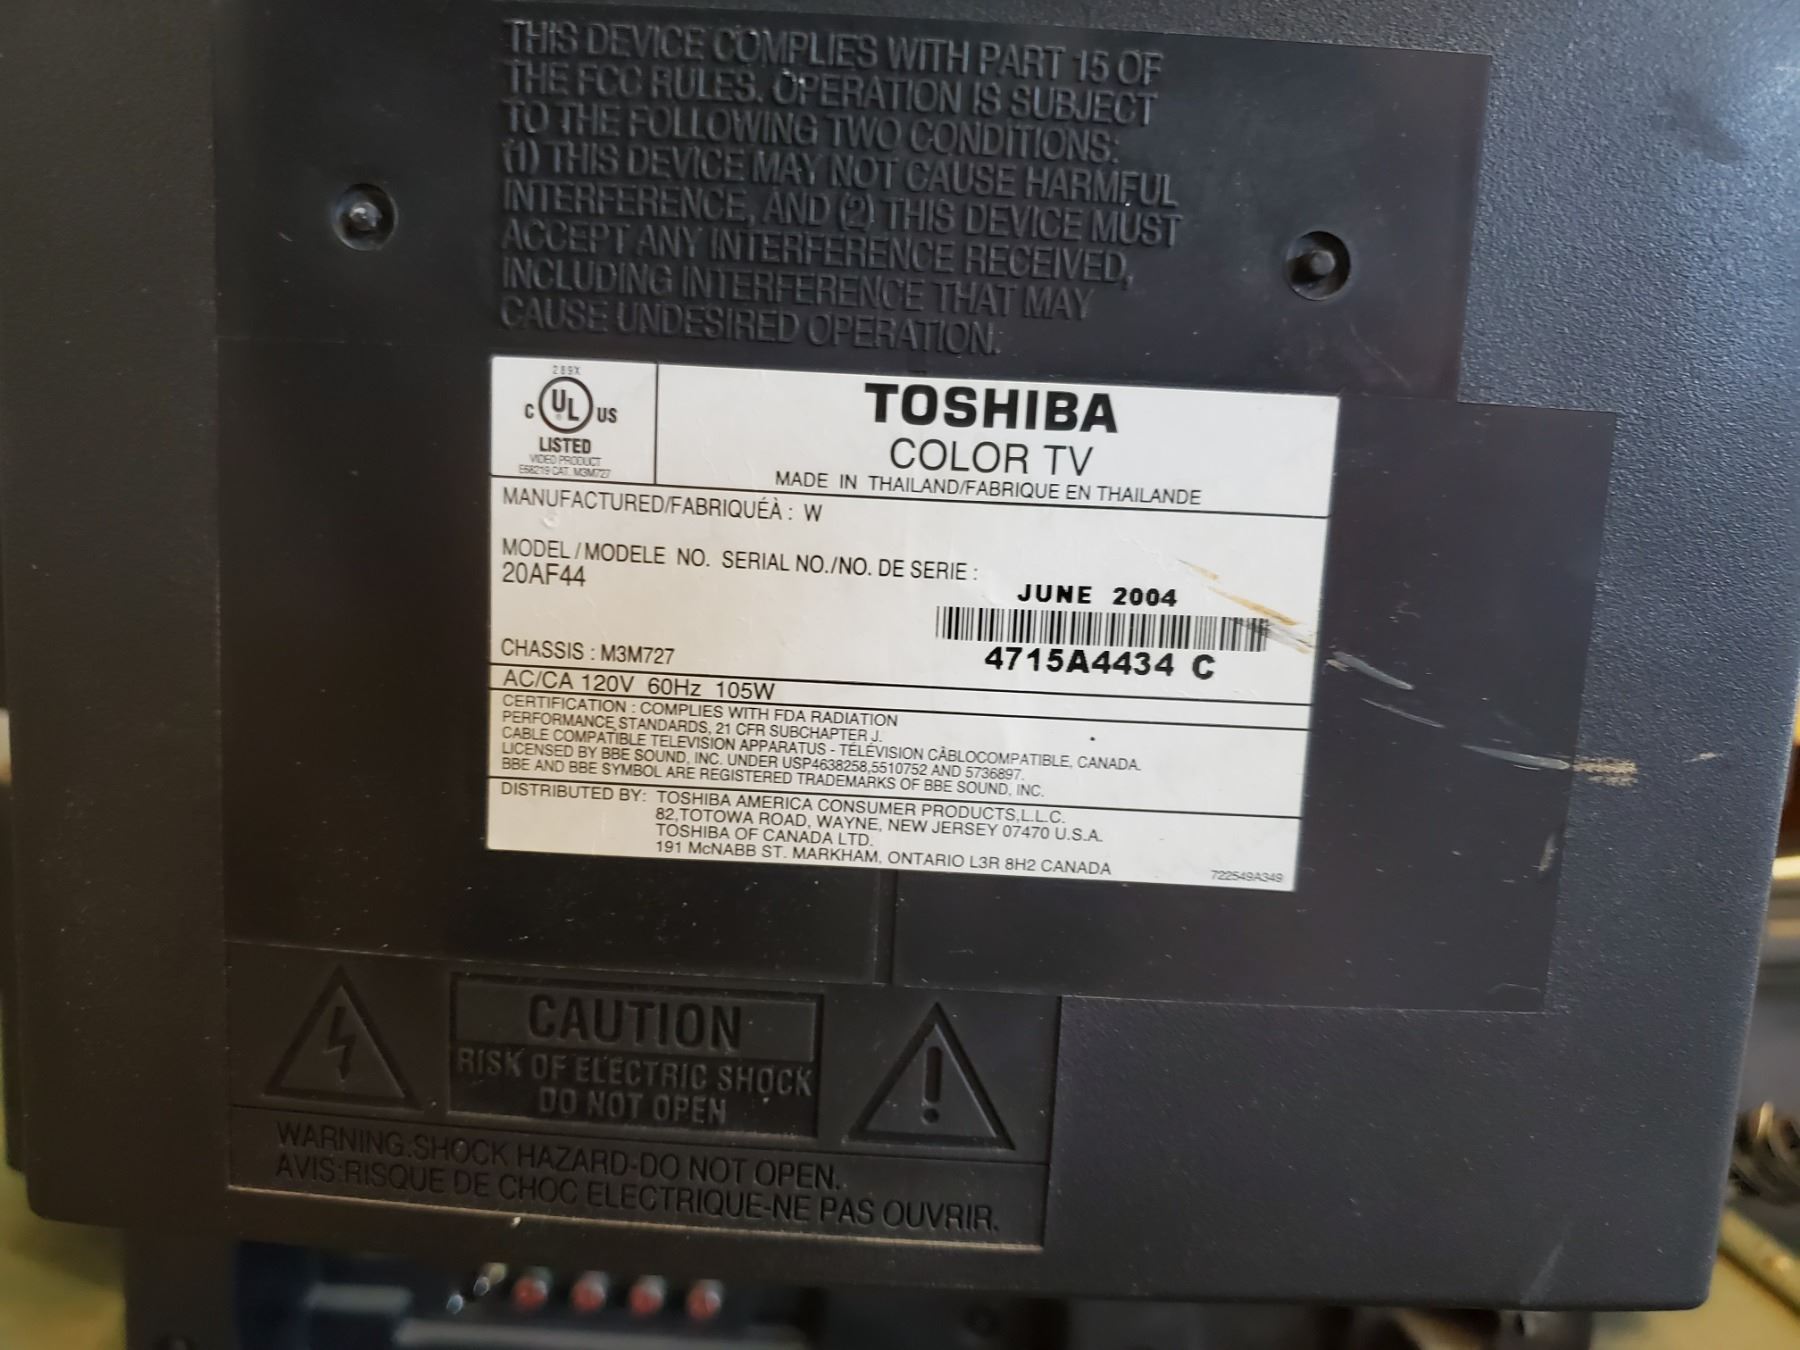 THIS DEVICE COMPLIES WITH PART 15 OF
THE FCC RULES. OPERATION IS SUBJECT
TO THE FOLLOWING TWO CONDITIONS:
(1) THIS DEVICE MAY NOT CAUSE HARMFUL
INTERFERENCE, AND (2) THIS DEVICE MUST
ACCEPT ANY INTERFERENCE RECEIVED,
INCLUDING INTERFERENCE THAT MAY
CAUSE UNDESIRED OPERATION.
289X
C UL US
®
LISTED
VIDEO PRODUCT
E68219 CAT. M3M727
TOSHIBA
COLOR TV
MADE IN THAILAND/FABRIQUE EN THAILANDE
MANUFACTURED/FABRIQUÉÀ : W
MODEL/MODELE NO. SERIAL NO./NO. DE SERIE :
20AF44
JUNE 2004
4715A4434 C
CHASSIS : M3M727
AC/CA 120V 60Hz 105W
CERTIFICATION : COMPLIES WITH FDA RADIATION
PERFORMANCE STANDARDS, 21 CFR SUBCHAPTER J.
CABLE COMPATIBLE TELEVISION APPARATUS - TÉLÉVISION CÂBLOCOMPATIBLE, CANADA.
LICENSED BY BBE SOUND, INC. UNDER USP4638258,5510752 AND 5736897.
BBE AND BBE SYMBOL ARE REGISTERED TRADEMARKS OF BBE SOUND, INC.
DISTRIBUTED BY: TOSHIBA AMERICA CONSUMER PRODUCTS,L.L.C.
82,TOTOWA ROAD, WAYNE, NEW JERSEY 07470 U.S.A.
TOSHIBA OF CANADA LTD.
191 McNABB ST. MARKHAM, ONTARIO L3R 8H2 CANADA
722549A349
CAUTION
RISK OF ELECTRIC SHOCK
DO NOT OPEN
WARNING:SHOCK HAZARD-DO NOT OPEN.
AVIS:RISQUE DE CHOC ELECTRIQUE-NE PAS OUVRIR.